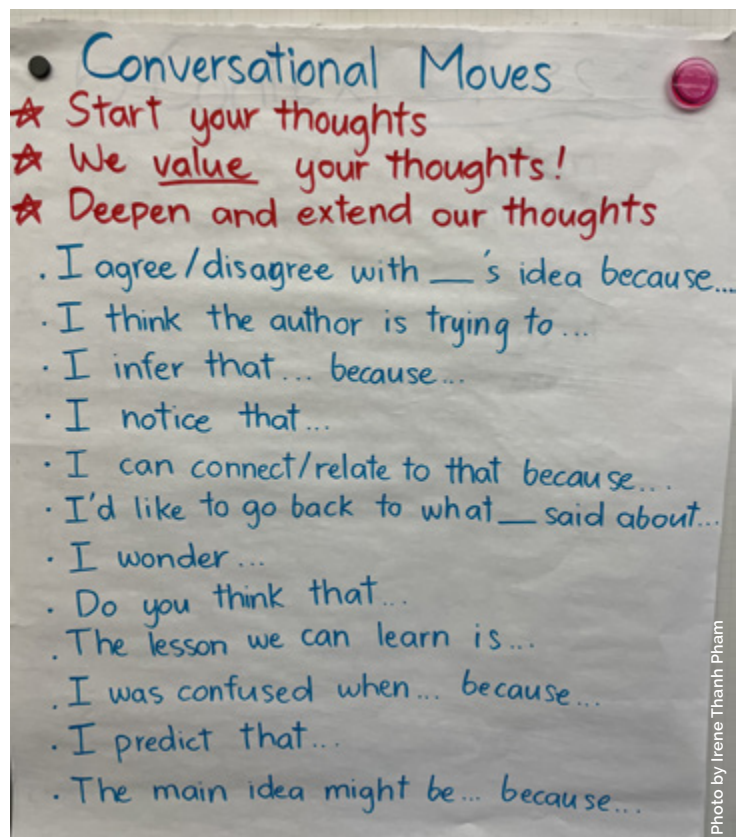 Conversational Moves
☆ Start your thoughts
☆ We value your thoughts!
☆ Deepen and extend our thoughts
. I agree/disagree with __'s idea because...
· I think the author is trying to...
· I infer that... because...
· I notice that...
· I can connect/relate to that because...
· I'd like to go back to what __ said about...
· I wonder...
· Do you think that...
. The lesson we can learn is...
. I was confused when... because...
· I predict that...
· The main idea might be... because...
Photo by Irene Thanh Pham